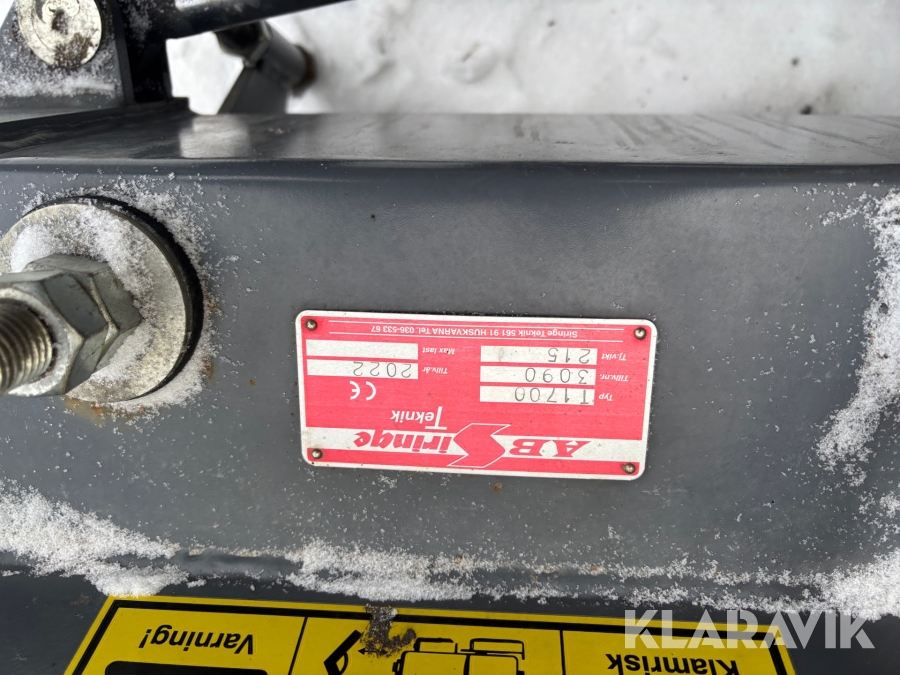 AB Siringe
Teknik
CE
Typ T1700
Tillv.nr. 3090 Tillv.år 2022
Tj.vikt 215 Max last
Siringe Teknik 561 91 HUSKVARNA Tel. 036-533 67
Klämrisk
Varning!
KLARAVIK